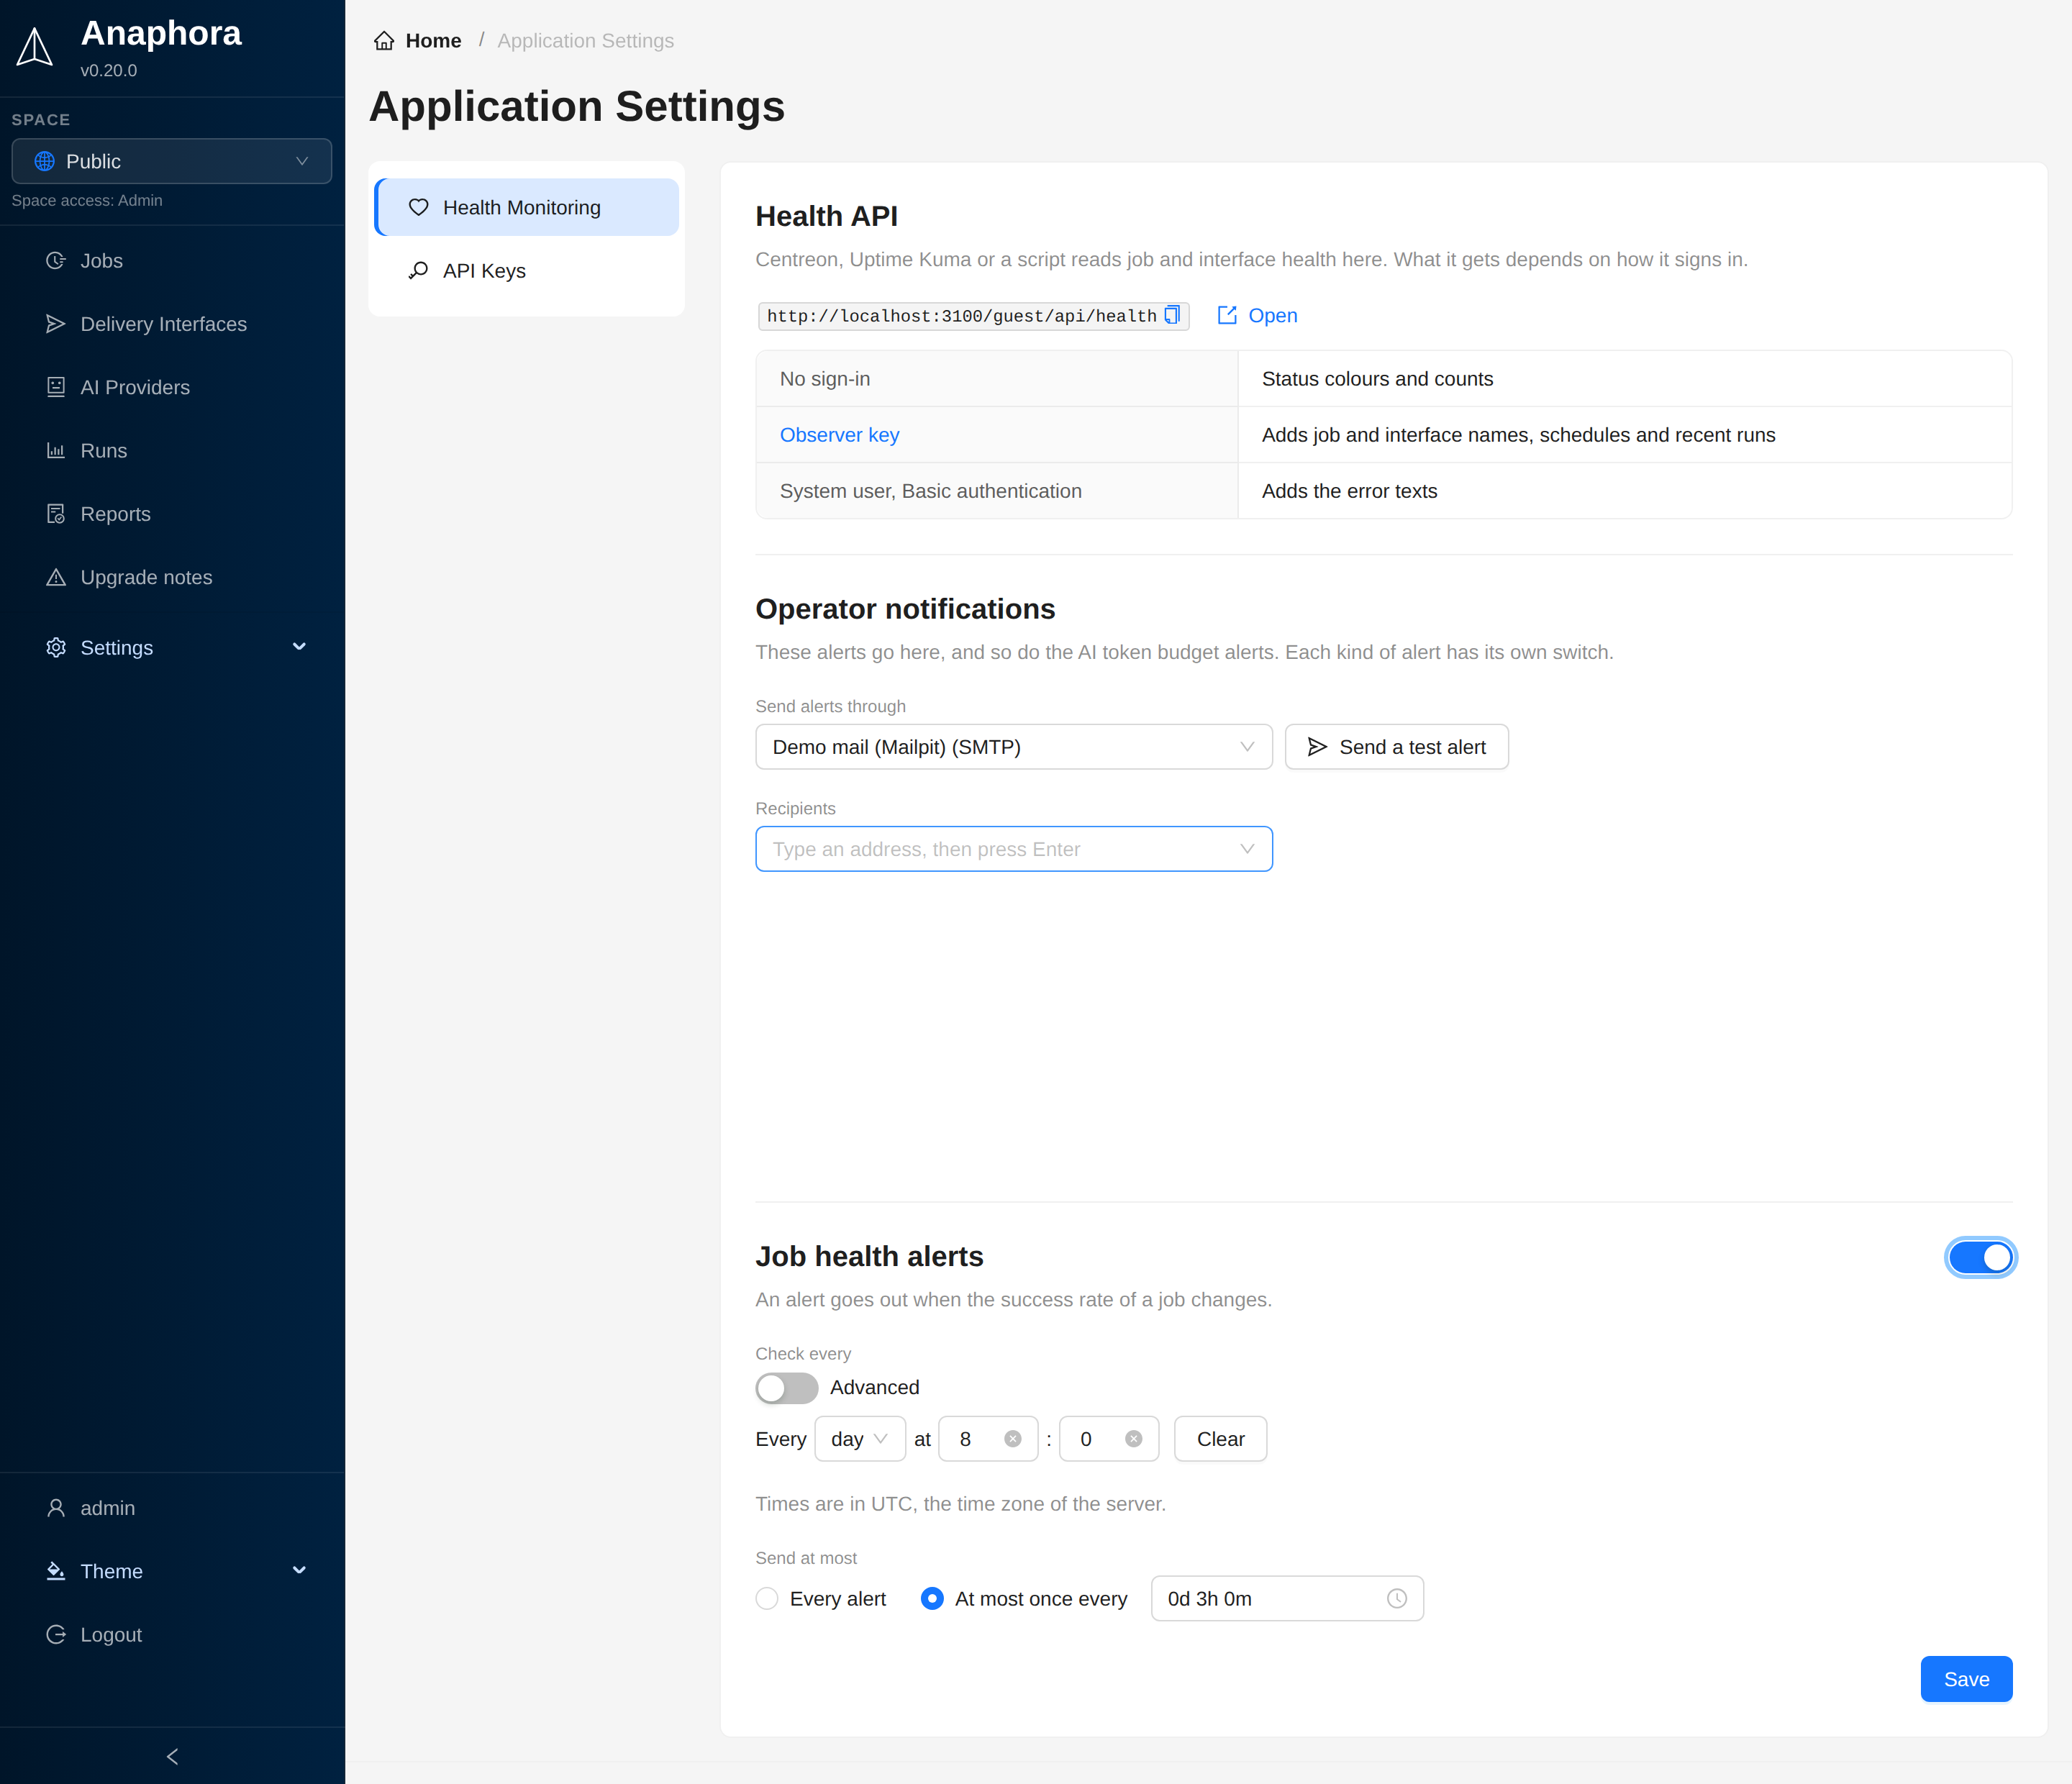 Anaphora
v0.20.0
SPACE
Public
Space access: Admin
Jobs
Delivery Interfaces
AI Providers
Runs
Reports
Upgrade notes
Settings
admin
Theme
Logout
Home / Application Settings
Application Settings
Health Monitoring
API Keys
Health API
Centreon, Uptime Kuma or a script reads job and interface health here. What it gets depends on how it signs in.
http://localhost:3100/guest/api/health Open
No sign-in Status colours and counts
Observer key Adds job and interface names, schedules and recent runs
System user, Basic authentication Adds the error texts
Operator notifications
These alerts go here, and so do the AI token budget alerts. Each kind of alert has its own switch.
Send alerts through
Demo mail (Mailpit) (SMTP) Send a test alert
Recipients
Type an address, then press Enter
Job health alerts
An alert goes out when the success rate of a job changes.
Check every
Advanced
Every day at 8 : 0 Clear
Times are in UTC, the time zone of the server.
Send at most
Every alert At most once every 0d 3h 0m
Save